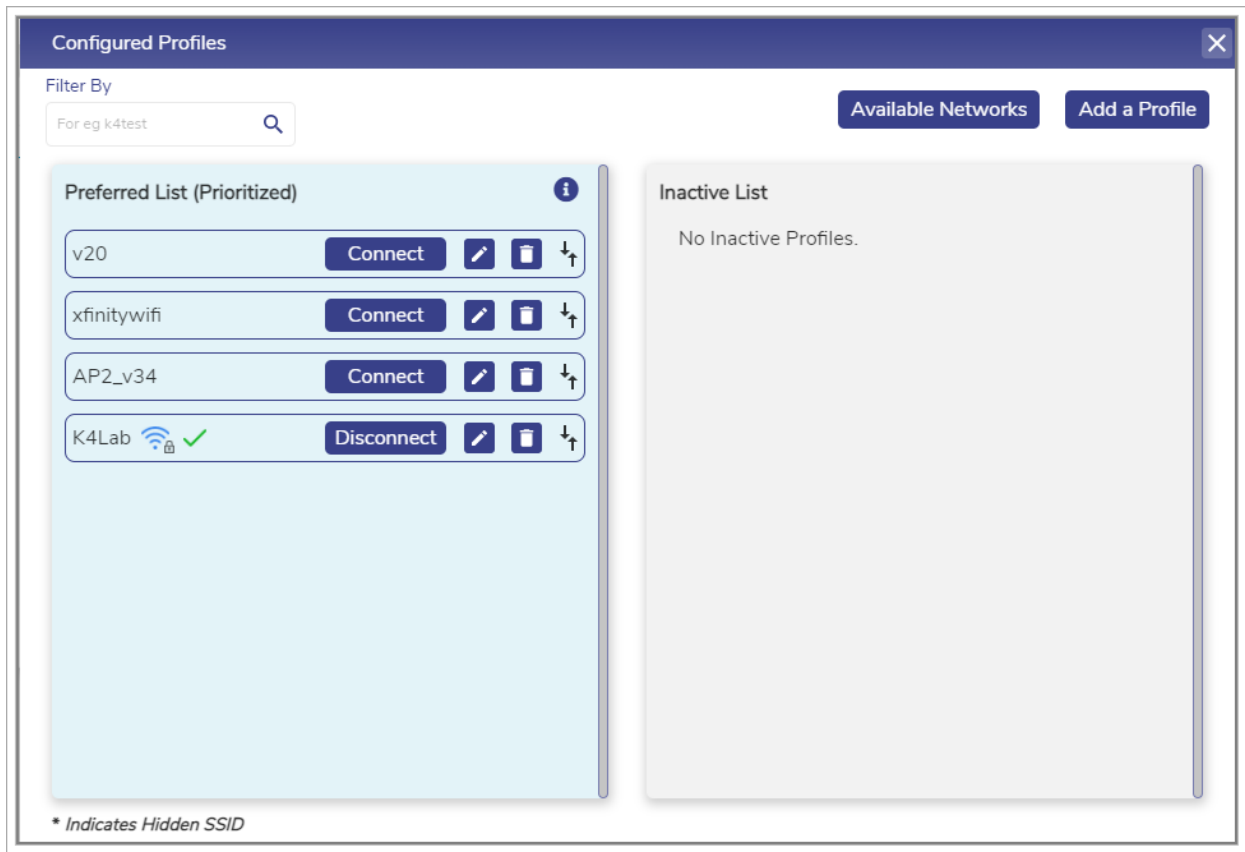 Configured Profiles
Filter By
For eg k4test
Available Networks
Add a Profile
Preferred List (Prioritized)
v20
Connect
xfinitywifi
Connect
AP2_v34
Connect
K4Lab
Disconnect
Inactive List
No Inactive Profiles.
* Indicates Hidden SSID